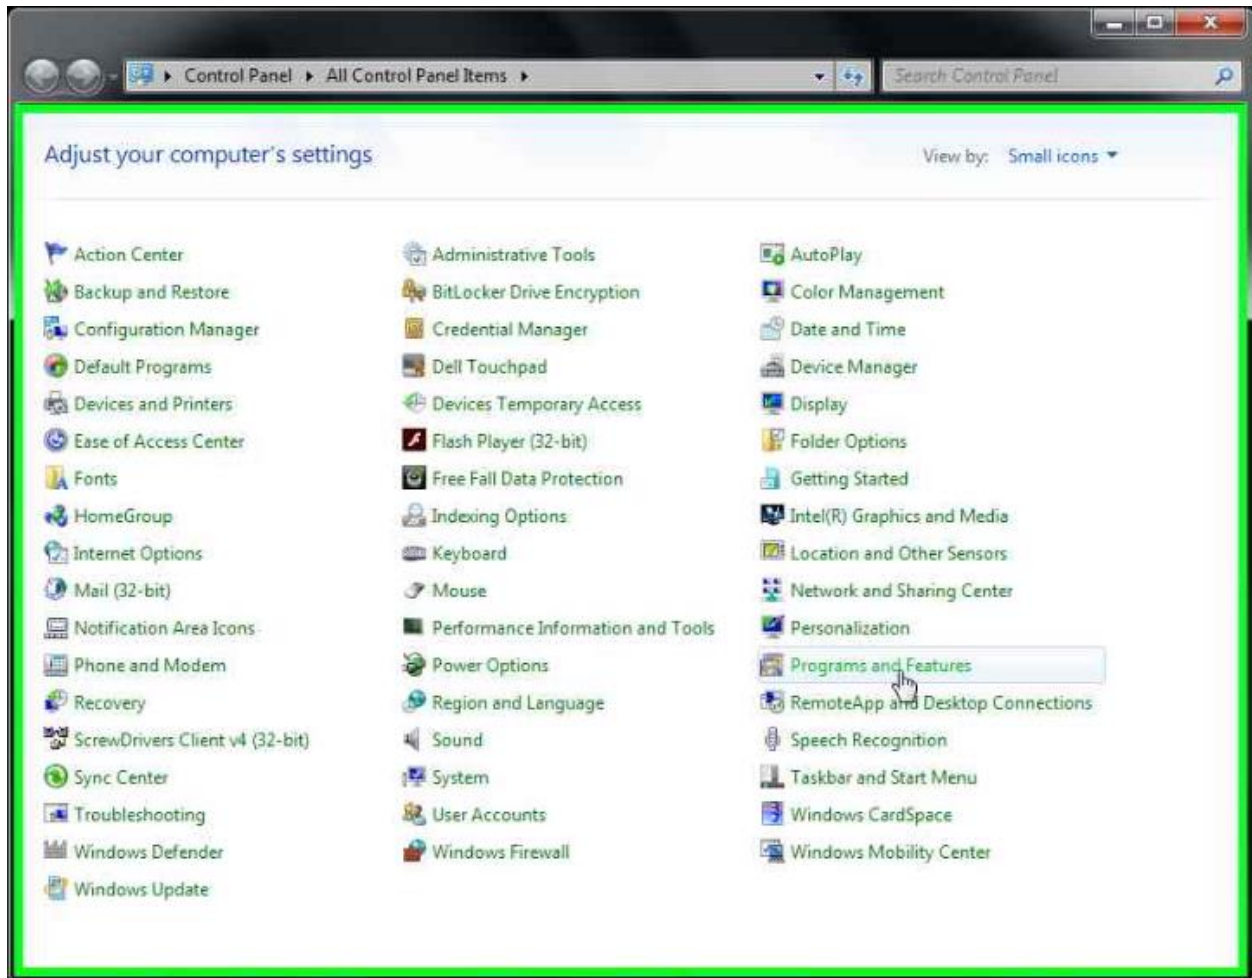 Control Panel All Control Panel Items Search Control Panel
Adjust your computer's settings View by: Small icons
Action Center Administrative Tools AutoPlay
Backup and Restore BitLocker Drive Encryption Color Management
Configuration Manager Credential Manager Date and Time
Default Programs Dell Touchpad Device Manager
Devices and Printers Devices Temporary Access Display
Ease of Access Center Flash Player (32-bit) Folder Options
Fonts Free Fall Data Protection Getting Started
HomeGroup Indexing Options Intel(R) Graphics and Media
Internet Options Keyboard Location and Other Sensors
Mail (32-bit) Mouse Network and Sharing Center
Notification Area Icons Performance Information and Tools Personalization
Phone and Modem Power Options Programs and Features
Recovery Region and Language RemoteApp and Desktop Connections
ScrewDrivers Client v4 (32-bit) Sound Speech Recognition
Sync Center System Taskbar and Start Menu
Troubleshooting User Accounts Windows CardSpace
Windows Defender Windows Firewall Windows Mobility Center
Windows Update